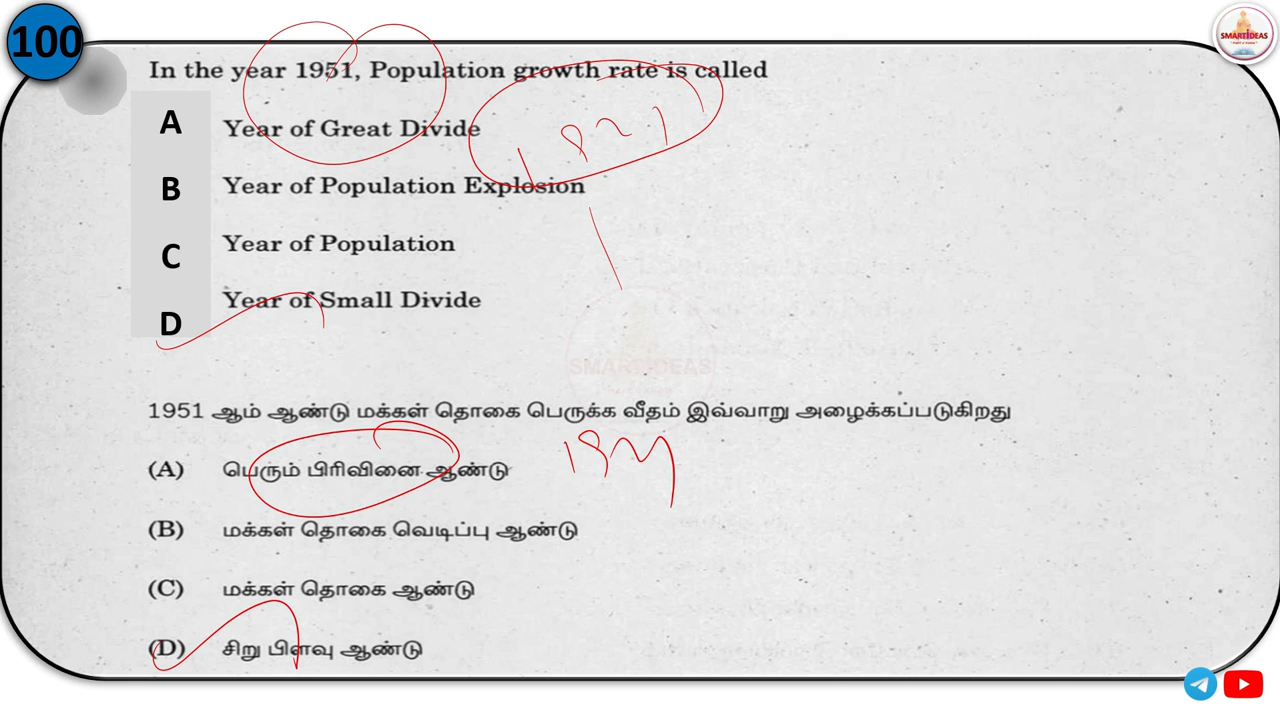 100
SMARTIDEAS
In the year 1951, Population growth rate is called
A Year of Great Divide
1921
B Year of Population Explosion
C Year of Population
D Year of Small Divide
SMARTIDEAS
1951 ஆம் ஆண்டு மக்கள் தொகை பெருக்க வீதம் இவ்வாறு அழைக்கப்படுகிறது
(A) பெரும் பிரிவினை ஆண்டு
(B) மக்கள் தொகை வெடிப்பு ஆண்டு
(C) மக்கள் தொகை ஆண்டு
(D) சிறு பிளவு ஆண்டு